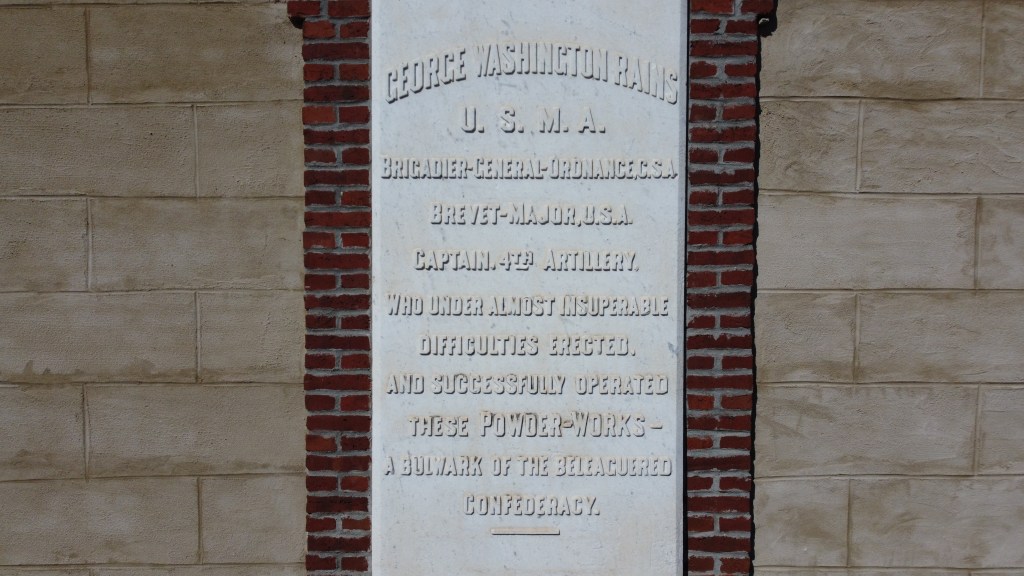 GEORGE WASHINGTON RAINS
U. S. M. A.
BRIGADIER-GENERAL-ORDNANCE, C.S.A
BREVET-MAJOR, U.S.A.
CAPTAIN. 4TH ARTILLERY.
WHO UNDER ALMOST INSUPERABLE
DIFFICULTIES ERECTED,
AND SUCCESSFULLY OPERATED
THESE POWDER-WORKS –
A BULWARK OF THE BELEAGUERED
CONFEDERACY.